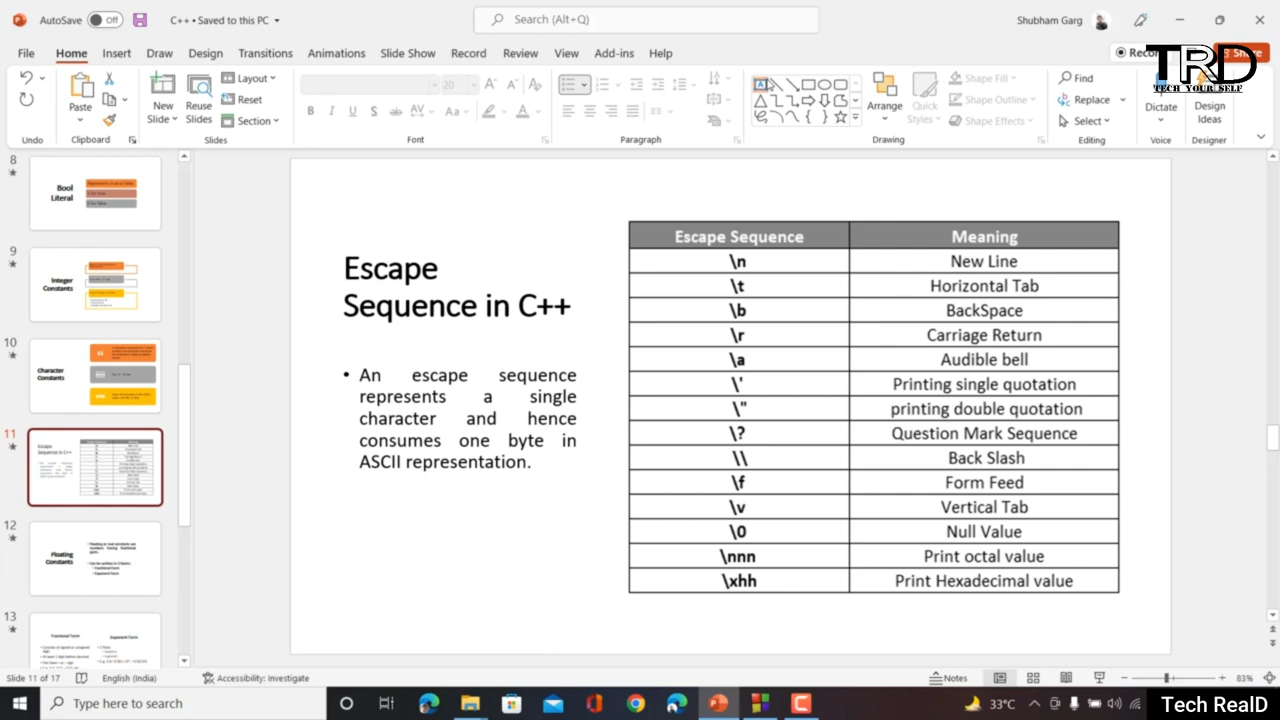 AutoSave Off C++ • Saved to this PC Search (Alt+Q) Shubham Garg
File Home Insert Draw Design Transitions Animations Slide Show Record Review View Add-ins Help Share
TRD
TECH YOUR SELF
Paste New Slide Reuse Slides Layout Reset Section
B I U S ab AV Aa
Arrange Quick Styles Shape Fill Shape Outline Shape Effects
Find Replace Select Dictate Design Ideas
Undo Clipboard Slides Font Paragraph Drawing Editing Voice Designer
8
Bool
Literal
9
Integer
Constants
10
Character
Constants
11
Escape
Sequence in C++
12
Floating
Constants
13
Fractional Form Exponent Form
Escape
Sequence in C++
• An escape sequence
represents a single
character and hence
consumes one byte in
ASCII representation.
Escape Sequence Meaning
\n New Line
\t Horizontal Tab
\b BackSpace
\r Carriage Return
\a Audible bell
\' Printing single quotation
\" printing double quotation
\? Question Mark Sequence
\\ Back Slash
\f Form Feed
\v Vertical Tab
\0 Null Value
\nnn Print octal value
\xhh Print Hexadecimal value
Slide 11 of 17 English (India) Accessibility: Investigate Notes 83%
Type here to search 33°C
Tech RealD